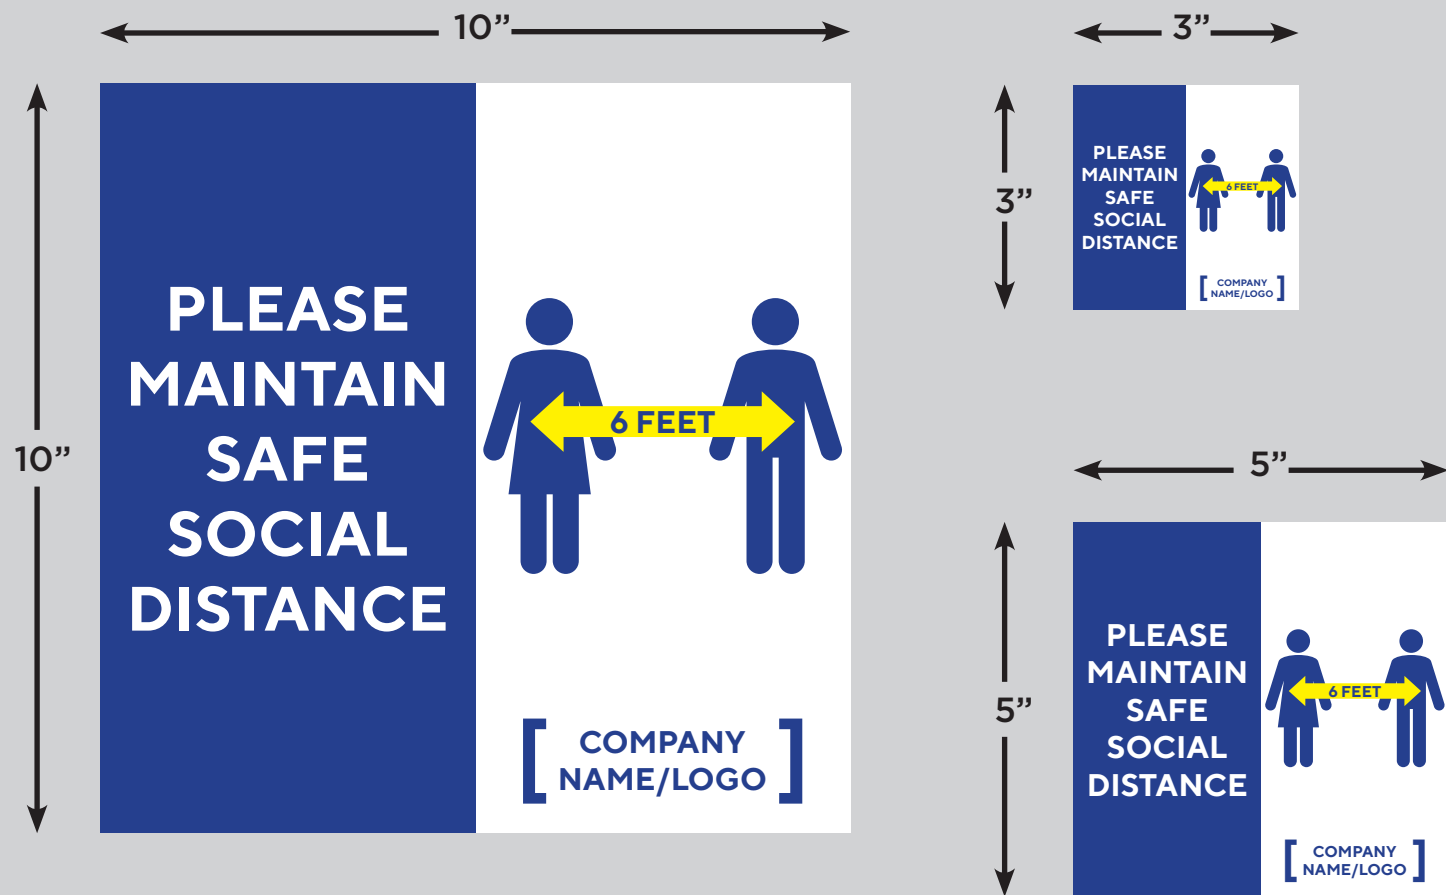 10”
10”
PLEASE
MAINTAIN
SAFE
SOCIAL
DISTANCE
6 FEET
[ COMPANY
NAME/LOGO ]
3”
3”
PLEASE
MAINTAIN
SAFE
SOCIAL
DISTANCE
6 FEET
[ COMPANY
NAME/LOGO ]
5”
5”
PLEASE
MAINTAIN
SAFE
SOCIAL
DISTANCE
6 FEET
[ COMPANY
NAME/LOGO ]